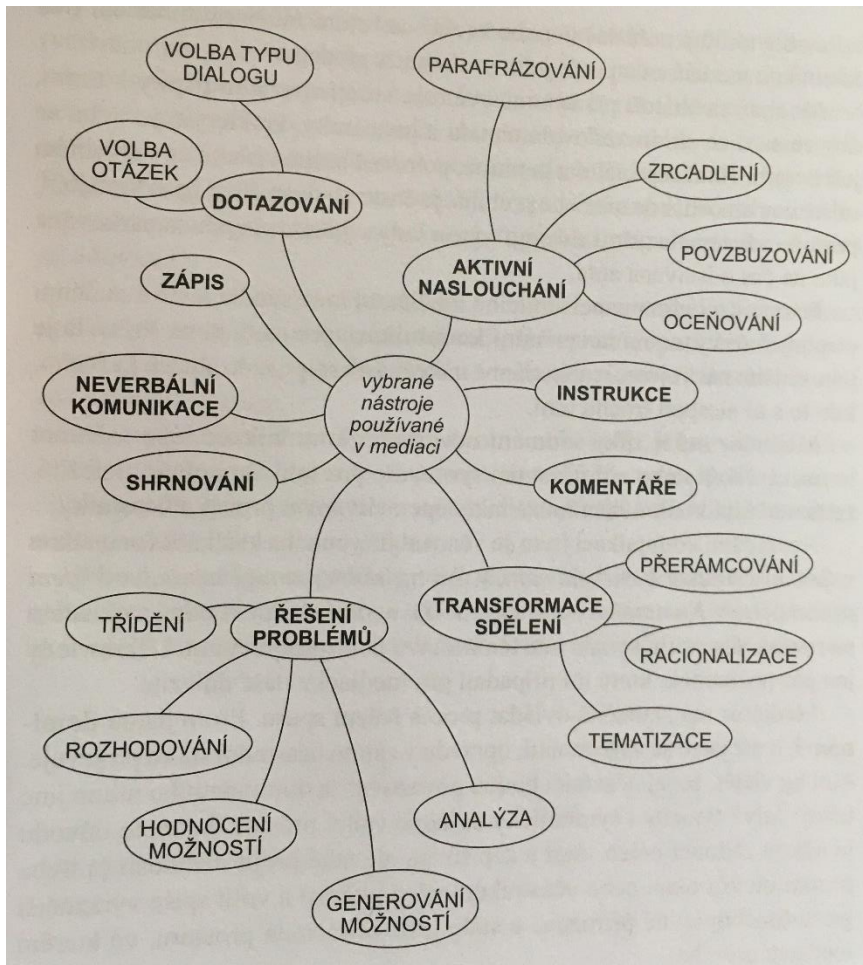 VOLBA TYPU
DIALOGU
PARAFRÁZOVÁNÍ
VOLBA
OTÁZEK
ZRCADLENÍ
DOTAZOVÁNÍ
POVZBUZOVÁNÍ
AKTIVNÍ
NASLOUCHÁNÍ
ZÁPIS
OCEŇOVÁNÍ
vybrané
nástroje
používané
v mediaci
NEVERBÁLNÍ
KOMUNIKACE
INSTRUKCE
SHRNOVÁNÍ
KOMENTÁŘE
PŘERÁMCOVÁNÍ
TRANSFORMACE
SDĚLENÍ
TŘÍDĚNÍ
ŘEŠENÍ
PROBLÉMŮ
RACIONALIZACE
ROZHODOVÁNÍ
TEMATIZACE
HODNOCENÍ
MOŽNOSTÍ
ANALÝZA
GENEROVÁNÍ
MOŽNOSTÍ